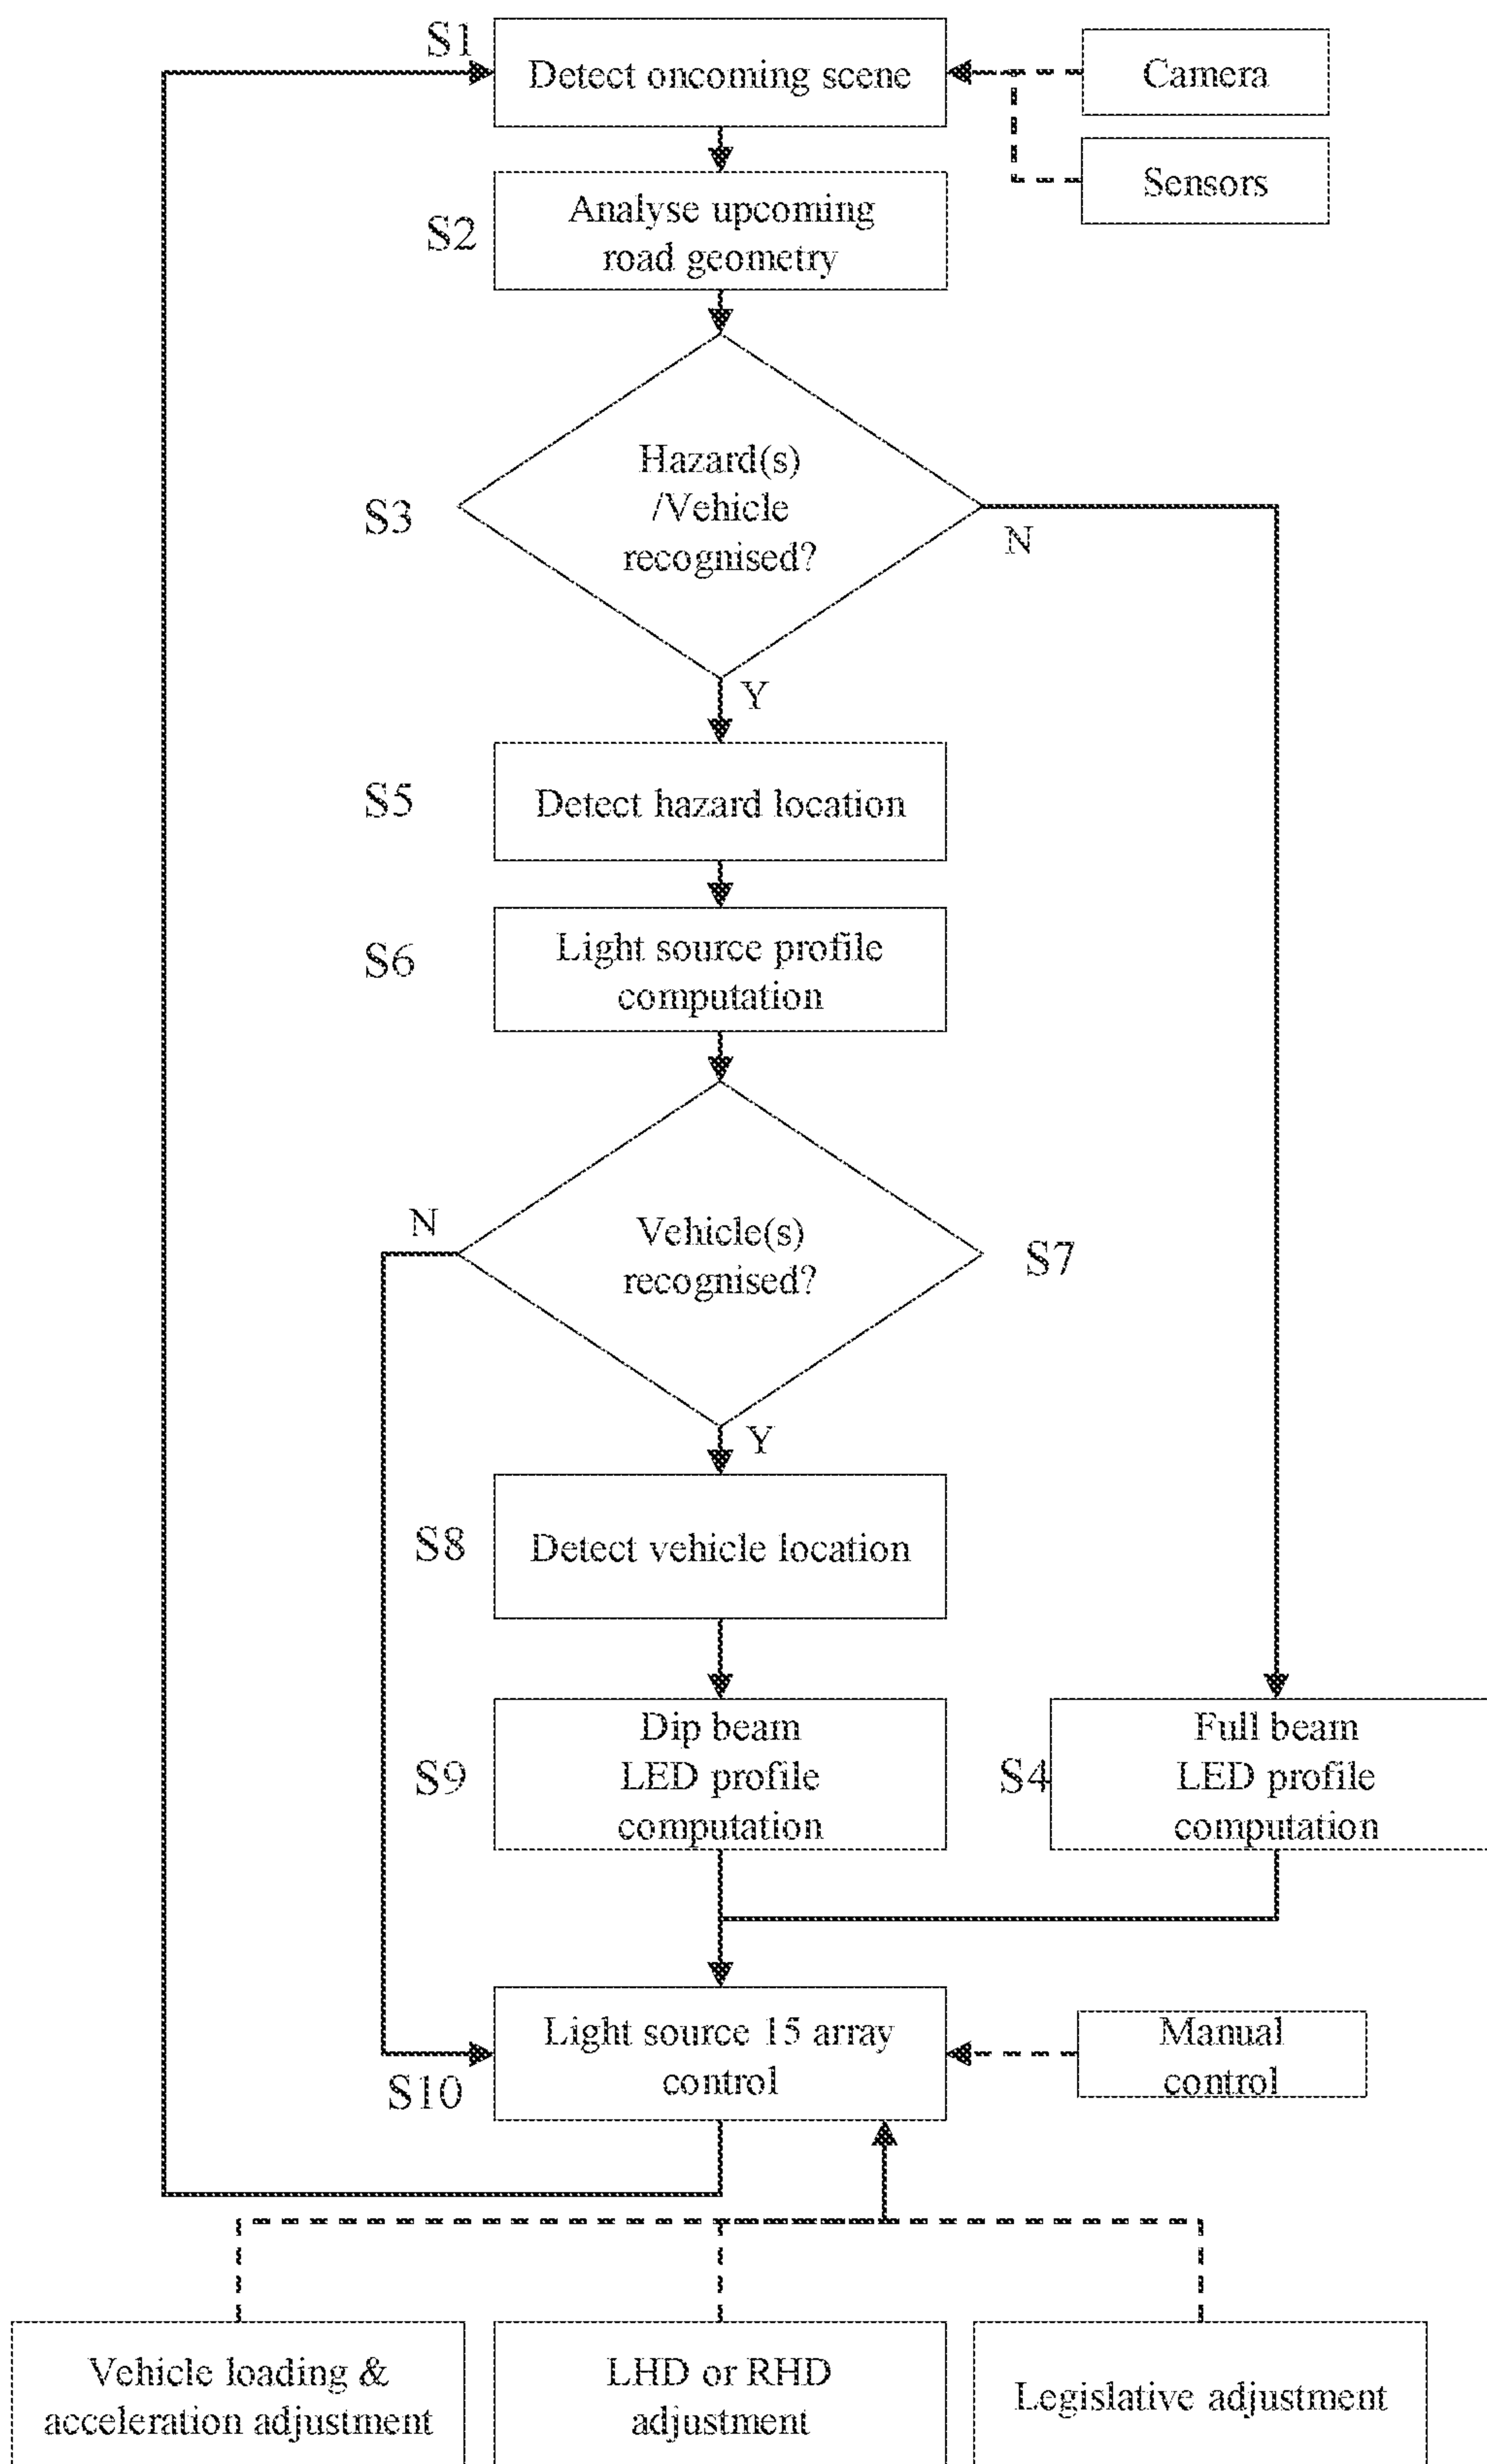 S1
Detect oncoming scene
Camera
Sensors
S2
Analyse upcoming
road geometry
S3
Hazard(s)
/Vehicle
recognised?
N
Y
S5
Detect hazard location
S6
Light source profile
computation
N
Vehicle(s)
recognised?
S7
Y
S8
Detect vehicle location
S9
Dip beam
LED profile
computation
S4
Full beam
LED profile
computation
Light source 15 array
control
S10
Manual
control
Vehicle loading &
acceleration adjustment
LHD or RHD
adjustment
Legislative adjustment